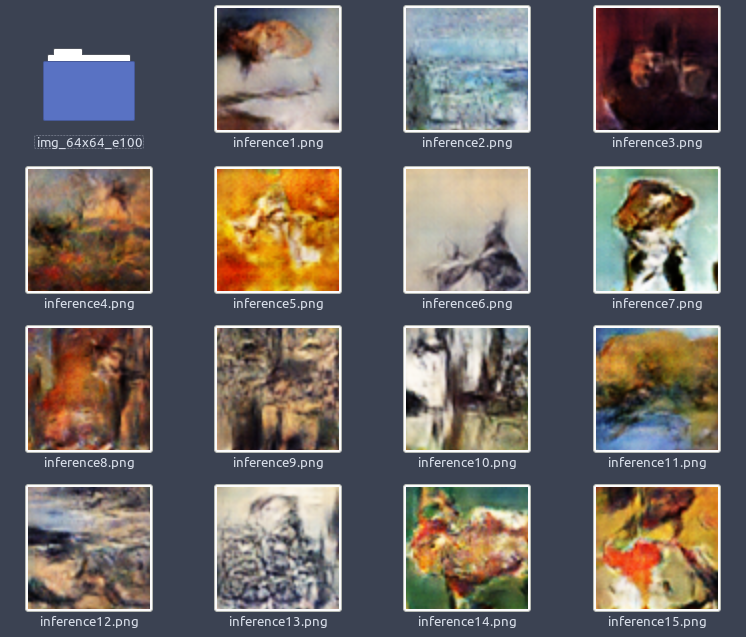 img_64x64_e100
inference1.png
inference2.png
inference3.png
inference4.png
inference5.png
inference6.png
inference7.png
inference8.png
inference9.png
inference10.png
inference11.png
inference12.png
inference13.png
inference14.png
inference15.png